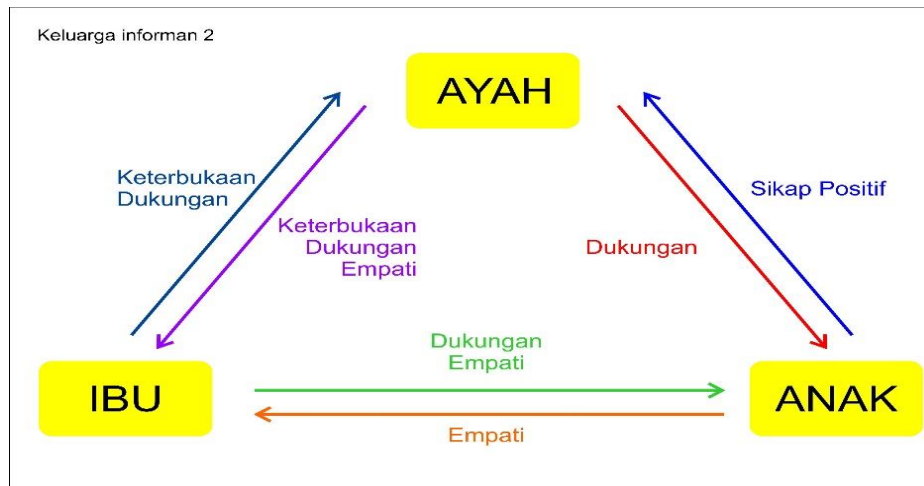 Keluarga informan 2
AYAH
Keterbukaan
Dukungan
Sikap Positif
Keterbukaan
Dukungan
Empati
Dukungan
Dukungan
Empati
IBU
ANAK
Empati